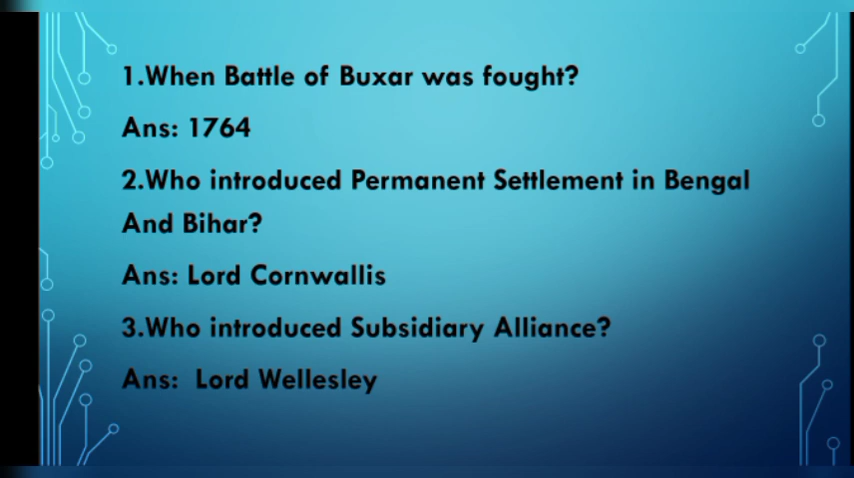 1.When Battle of Buxar was fought?
Ans: 1764
2.Who introduced Permanent Settlement in Bengal
And Bihar?
Ans: Lord Cornwallis
3.Who introduced Subsidiary Alliance?
Ans: Lord Wellesley